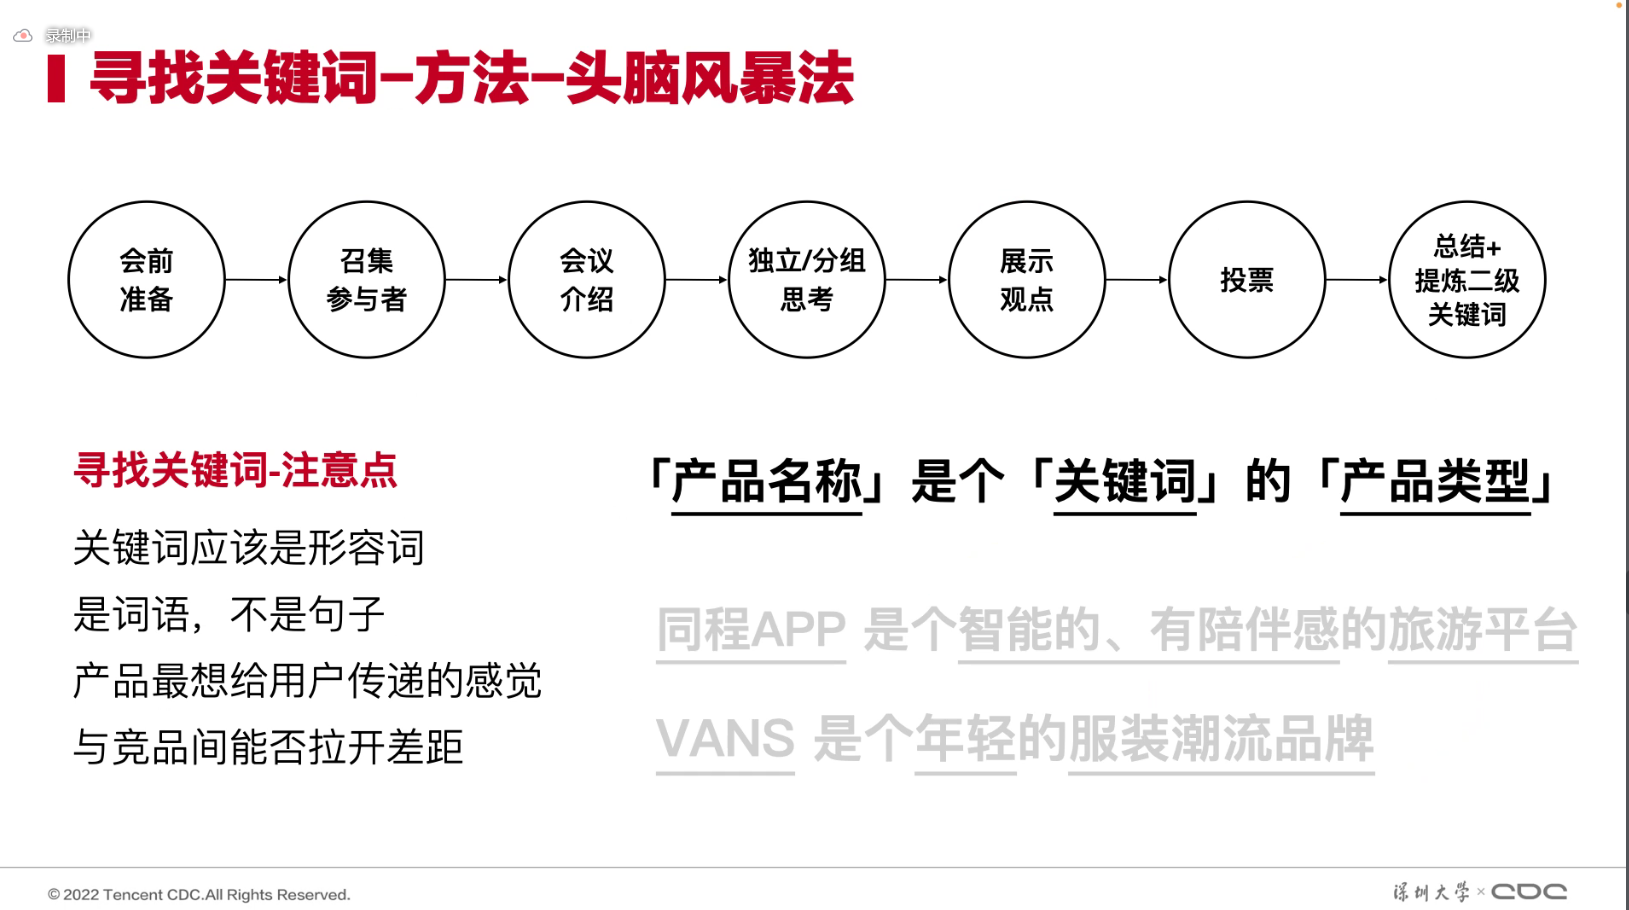 录制中
寻找关键词—方法—头脑风暴法
会前
准备
召集
参与者
会议
介绍
独立/分组
思考
展示
观点
投票
总结+
提炼二级
关键词
寻找关键词-注意点
关键词应该是形容词
是词语，不是句子
产品最想给用户传递的感觉
与竞品间能否拉开差距
「产品名称」是个「关键词」的「产品类型」
同程APP 是个智能的、有陪伴感的旅游平台
VANS 是个年轻的服装潮流品牌
© 2022 Tencent CDC.All Rights Reserved.
深圳大学 × CDC